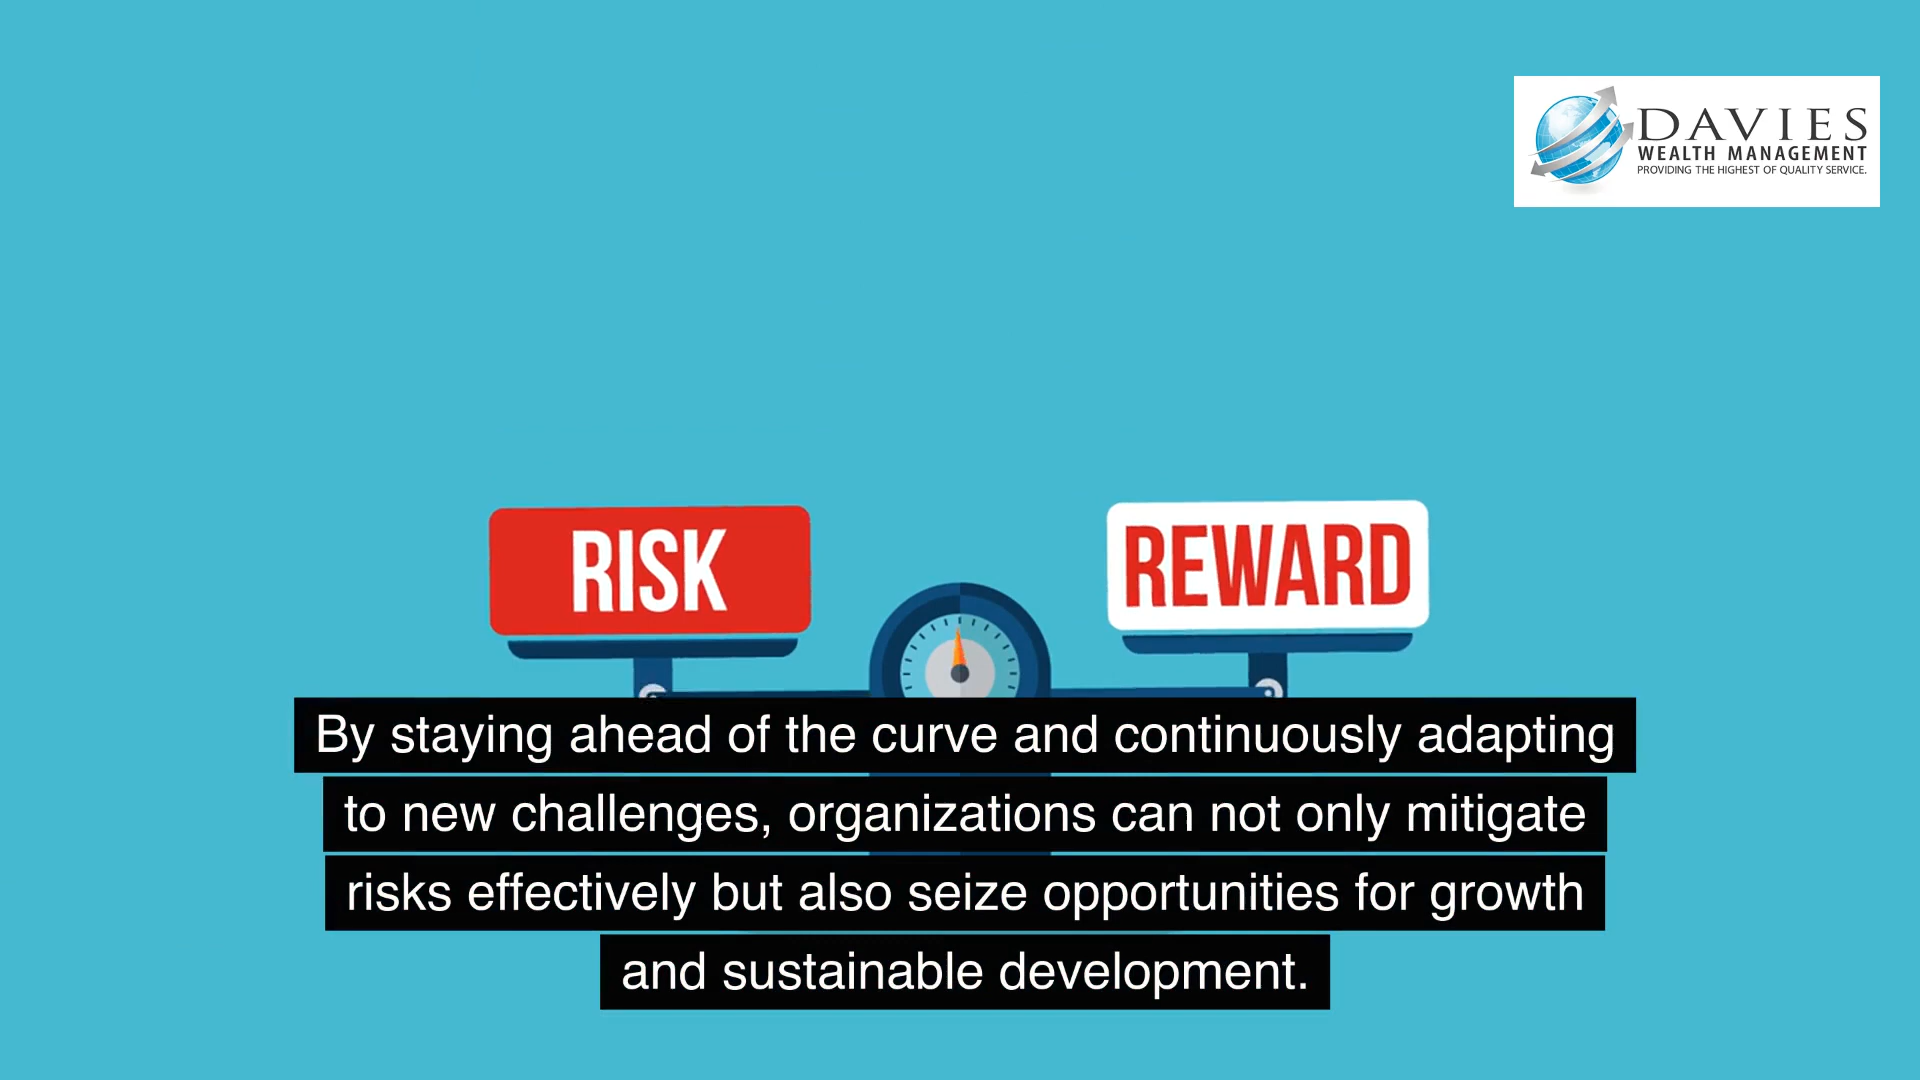 DAVIES
WEALTH MANAGEMENT
PROVIDING THE HIGHEST OF QUALITY SERVICE.
RISK
REWARD
By staying ahead of the curve and continuously adapting
to new challenges, organizations can not only mitigate
risks effectively but also seize opportunities for growth
and sustainable development.